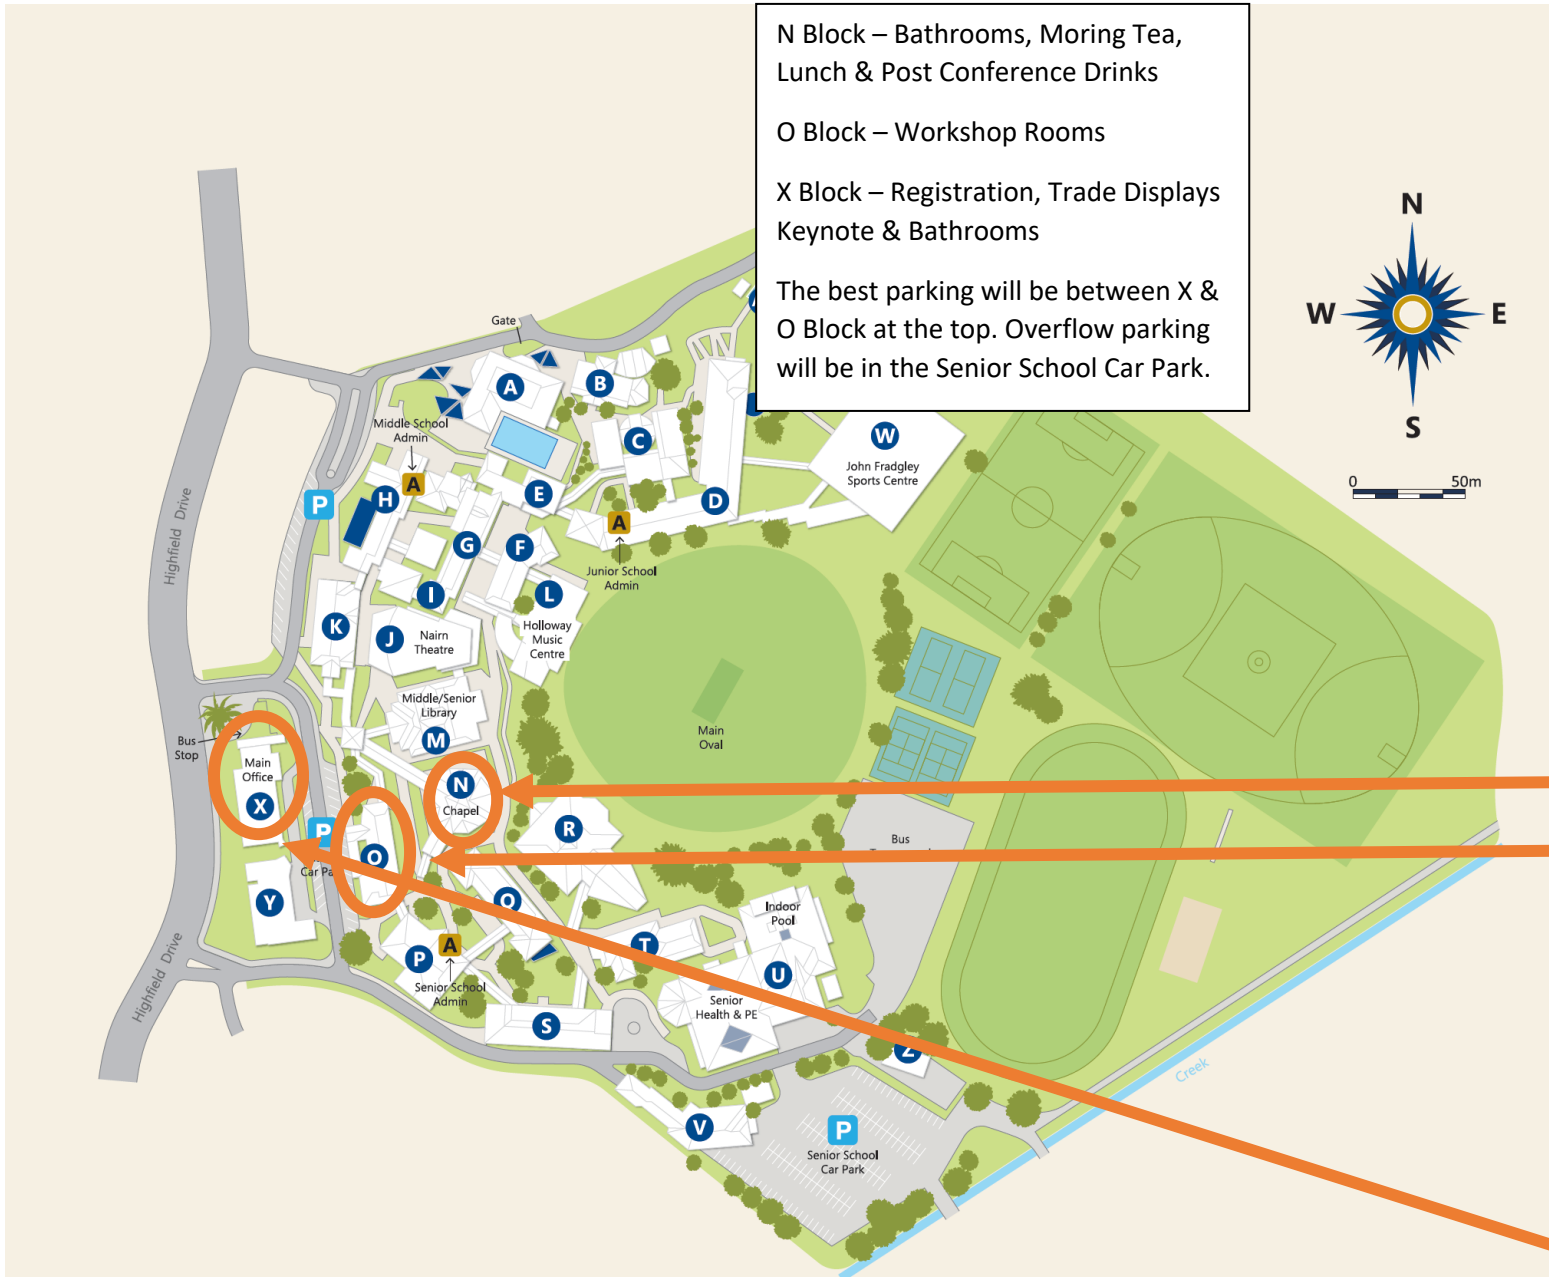 N Block – Bathrooms, Moring Tea,
Lunch & Post Conference Drinks
O Block – Workshop Rooms
X Block – Registration, Trade Displays
Keynote & Bathrooms
The best parking will be between X &
O Block at the top. Overflow parking
will be in the Senior School Car Park.
N
W
E
S
0
50m
Gate
A
B
Middle School
Admin
C
W
John Fradgley
Sports Centre
A
H
P
E
D
A
Highfield Drive
G
F
Junior School
Admin
I
L
Holloway
Music
Centre
K
J
Nairn
Theatre
Middle/Senior
Library
M
Main
Oval
Bus
Stop
Main
Office
X
N
Chapel
P
Car
O
R
Bus
Y
Q
Indoor
Pool
P
A
Senior School
Admin
T
U
Senior
Health & PE
Highfield Drive
S
Z
Creek
V
P
Senior School
Car Park